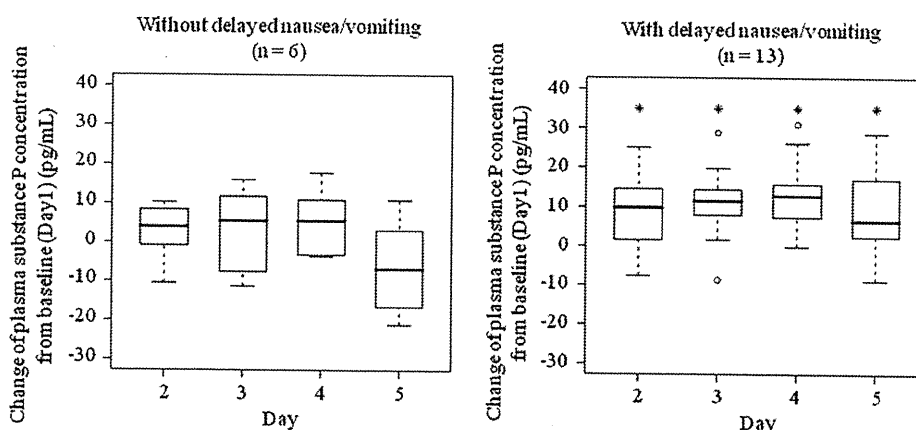 Without delayed nausea/vomiting
(n = 6)
Change of plasma substance P concentration
from baseline (Day1) (pg/mL)
40
30
20
10
0
-10
-20
-30
2 3 4 5
Day
With delayed nausea/vomiting
(n = 13)
Change of plasma substance P concentration
from baseline (Day1) (pg/mL)
40
30
20
10
0
-10
-20
-30
* * * *
2 3 4 5
Day